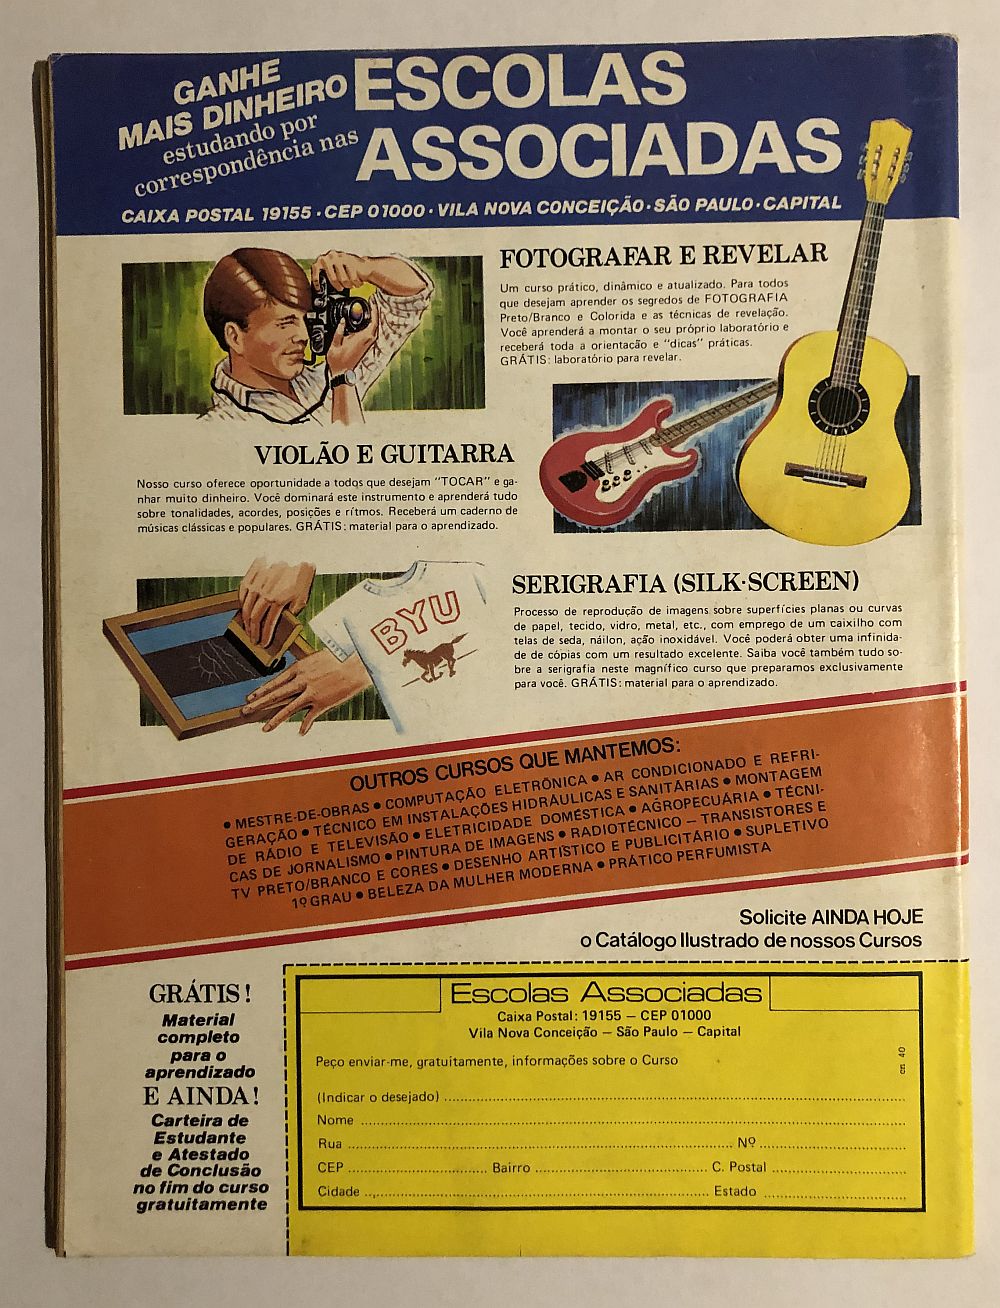 GANHE
MAIS DINHEIRO
estudando por
correspondência nas
ESCOLAS
ASSOCIADAS
CAIXA POSTAL 19155 · CEP 01000 · VILA NOVA CONCEIÇÃO · SÃO PAULO · CAPITAL
FOTOGRAFAR E REVELAR
Um curso prático, dinâmico e atualizado. Para todos
que desejam aprender os segredos de FOTOGRAFIA
Preto/Branco e Colorida e as técnicas de revelação.
Você aprenderá a montar o seu próprio laboratório e
receberá toda a orientação e "dicas" práticas.
GRÁTIS: laboratório para revelar.
VIOLÃO E GUITARRA
Nosso curso oferece oportunidade a todos que desejam "TOCAR" e ga-
nhar muito dinheiro. Você dominará este instrumento e aprenderá tudo
sobre tonalidades, acordes, posições e rítmos. Receberá um caderno de
músicas clássicas e populares. GRÁTIS: material para o aprendizado.
BYU
SERIGRAFIA (SILK-SCREEN)
Processo de reprodução de imagens sobre superfícies planas ou curvas
de papel, tecido, vidro, metal, etc., com emprego de um caixilho com
telas de seda, náilon, ação inoxidável. Você poderá obter uma infinida-
de de cópias com um resultado excelente. Saiba você também tudo so-
bre a serigrafia neste magnífico curso que preparamos exclusivamente
para você. GRÁTIS: material para o aprendizado.
OUTROS CURSOS QUE MANTEMOS:
● MESTRE-DE-OBRAS ● COMPUTAÇÃO ELETRÔNICA ● AR CONDICIONADO E REFRI-
GERAÇÃO ● TÉCNICO EM INSTALAÇÕES HIDRÁULICAS E SANITÁRIAS ● MONTAGEM
DE RÁDIO E TELEVISÃO ● ELETRICIDADE DOMÉSTICA ● AGROPECUÁRIA ● TÉCNI-
CAS DE JORNALISMO ● PINTURA DE IMAGENS ● RADIOTÉCNICO — TRANSISTORES E
TV PRETO/BRANCO E CORES ● DESENHO ARTÍSTICO E PUBLICITÁRIO ● SUPLETIVO
1º GRAU ● BELEZA DA MULHER MODERNA ● PRÁTICO PERFUMISTA
Solicite AINDA HOJE
o Catálogo Ilustrado de nossos Cursos
GRÁTIS!
Material
completo
para o
aprendizado
E AINDA!
Carteira de
Estudante
e Atestado
de Conclusão
no fim do curso
gratuitamente
Escolas Associadas
Caixa Postal: 19155 — CEP 01000
Vila Nova Conceição — São Paulo — Capital
Peço enviar-me, gratuitamente, informações sobre o Curso
cn 40
(Indicar o desejado)
Nome
Rua Nº
CEP Bairro C. Postal
Cidade Estado